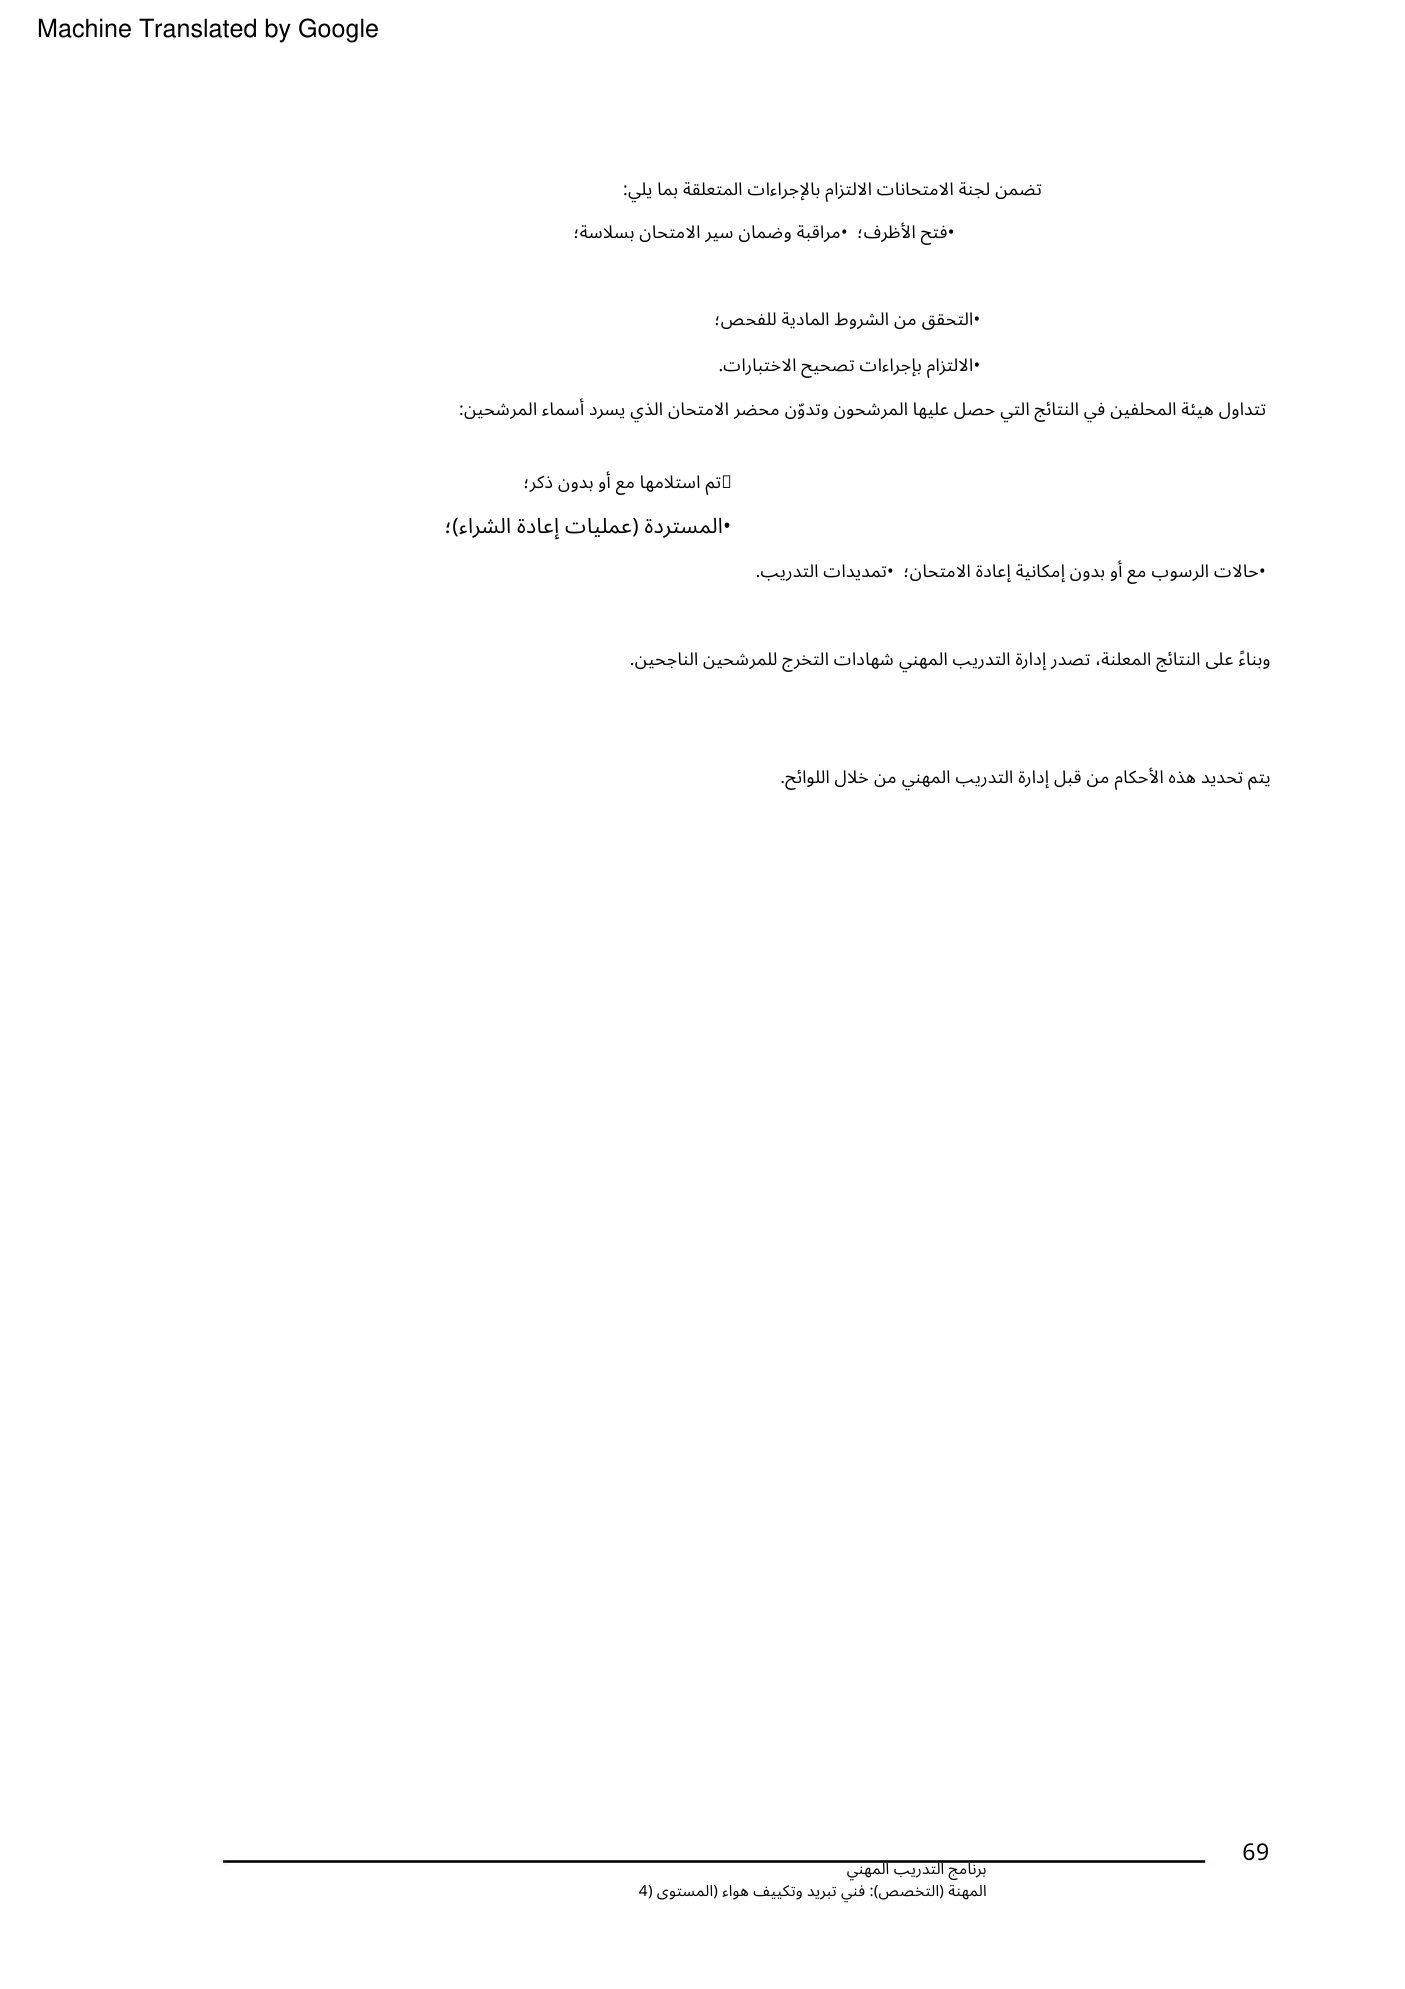 Machine Translated by Google
تضمن لجنة الامتحانات الالتزام بالإجراءات المتعلقة بما يلي:
•فتح الأظرف؛ •مراقبة وضمان سير الامتحان بسلاسة؛
•التحقق من الشروط المادية للفحص؛
•الالتزام بإجراءات تصحيح الاختبارات.
تتداول هيئة المحلفين في النتائج التي حصل عليها المرشحون وتدوّن محضر الامتحان الذي يسرد أسماء المرشحين:
تم استلامها مع أو بدون ذكر؛
•المستردة (عمليات إعادة الشراء)؛
•حالات الرسوب مع أو بدون إمكانية إعادة الامتحان؛ •تمديدات التدريب.
وبناءً على النتائج المعلنة، تصدر إدارة التدريب المهني شهادات التخرج للمرشحين الناجحين.
يتم تحديد هذه الأحكام من قبل إدارة التدريب المهني من خلال اللوائح.
69
برنامج التدريب المهني
المهنة (التخصص): فني تبريد وتكييف هواء (المستوى 4)